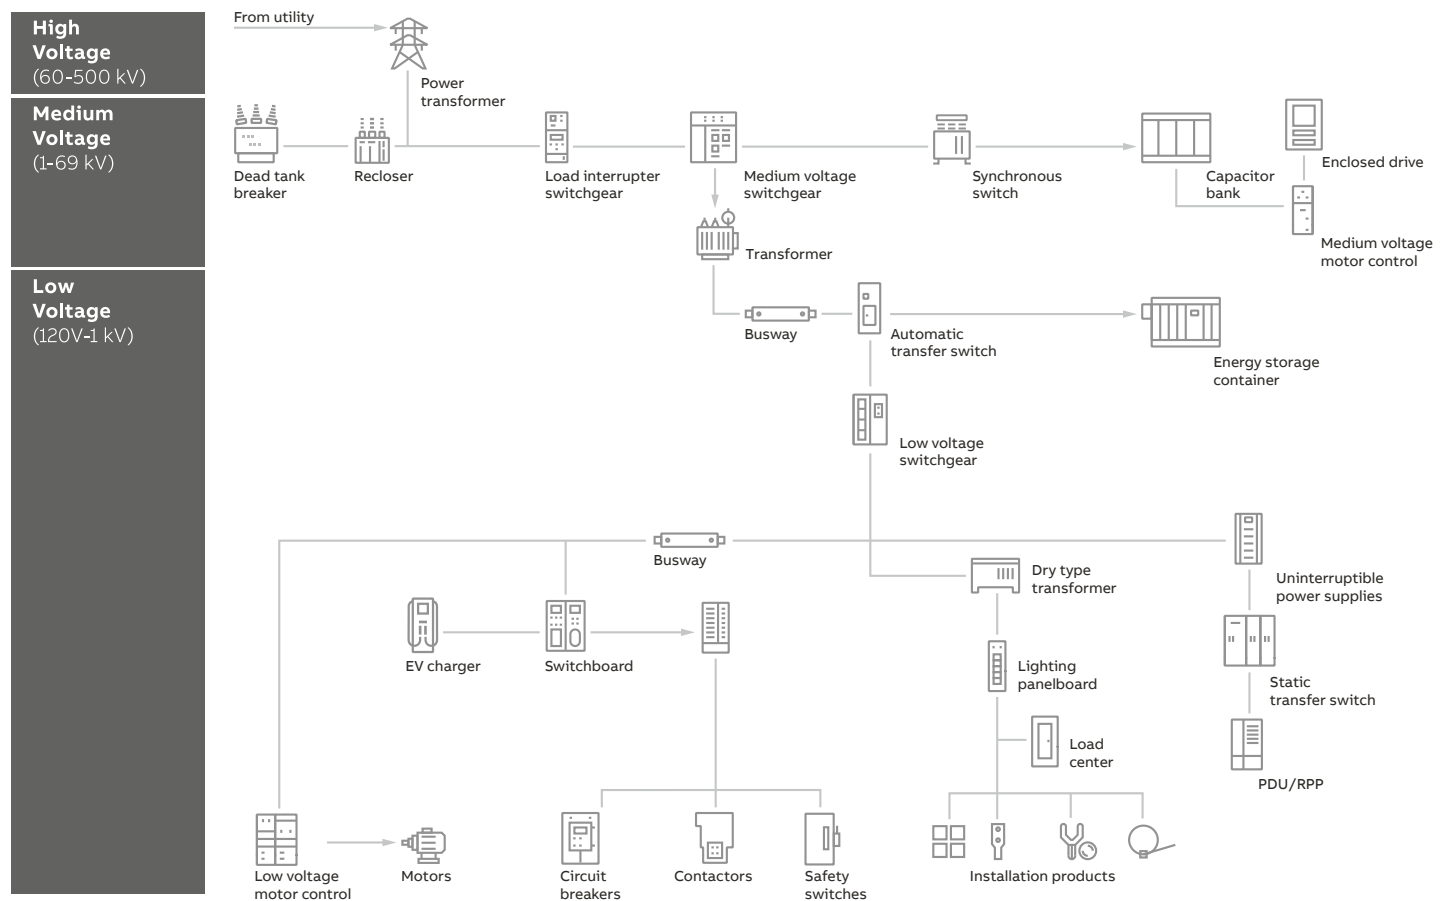 High
Voltage
(60-500 kV)
From utility
Power
transformer
Medium
Voltage
(1-69 kV)
Dead tank
breaker
Recloser
Load interrupter
switchgear
Medium voltage
switchgear
Synchronous
switch
Capacitor
bank
Enclosed drive
Medium voltage
motor control
Transformer
Low
Voltage
(120V-1 kV)
Busway
Automatic
transfer switch
Energy storage
container
Low voltage
switchgear
Busway
Dry type
transformer
Uninterruptible
power supplies
EV charger
Switchboard
Lighting
panelboard
Static
transfer switch
Load
center
PDU/RPP
Low voltage
motor control
Motors
Circuit
breakers
Contactors
Safety
switches
Installation products